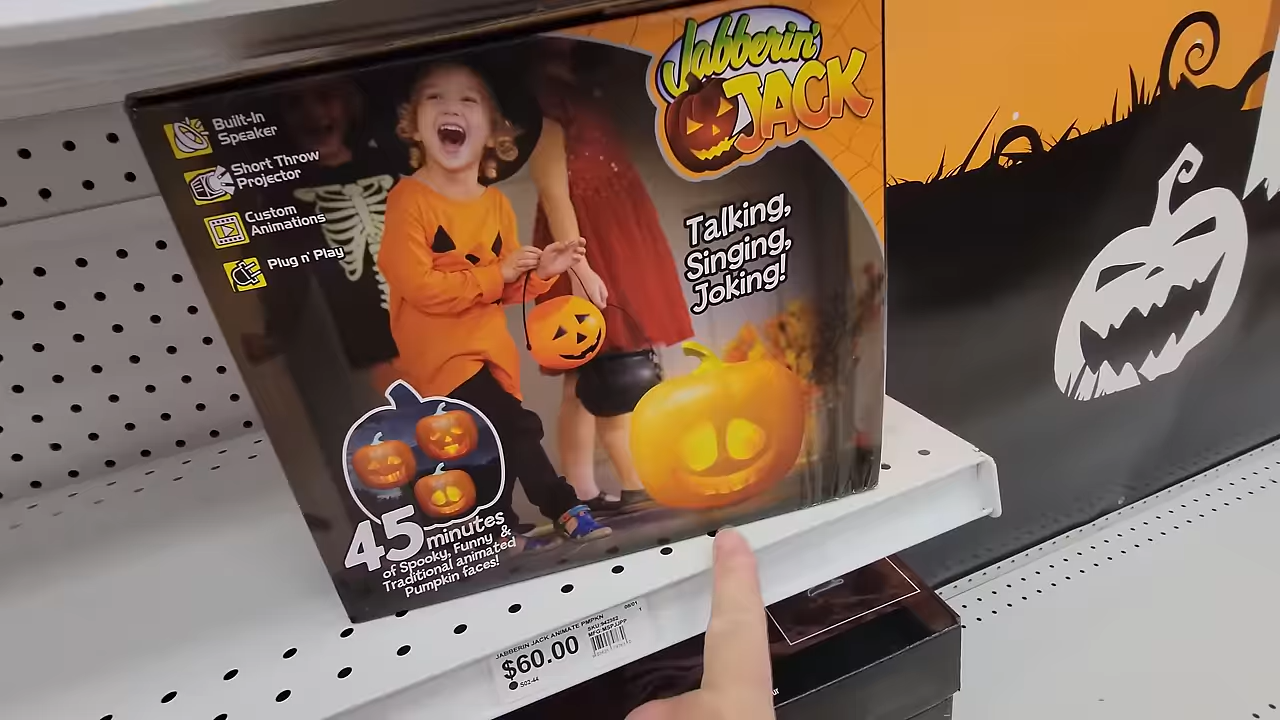 Jabberin'
JACK
Built-In
Speaker
Short Throw
Projector
Custom
Animations
Plug n' Play
Talking,
Singing,
Joking!
45 minutes
of Spooky, Funny &
Traditional animated
Pumpkin faces!
JABBERIN JACK ANIMATE PMPKN
$60.00